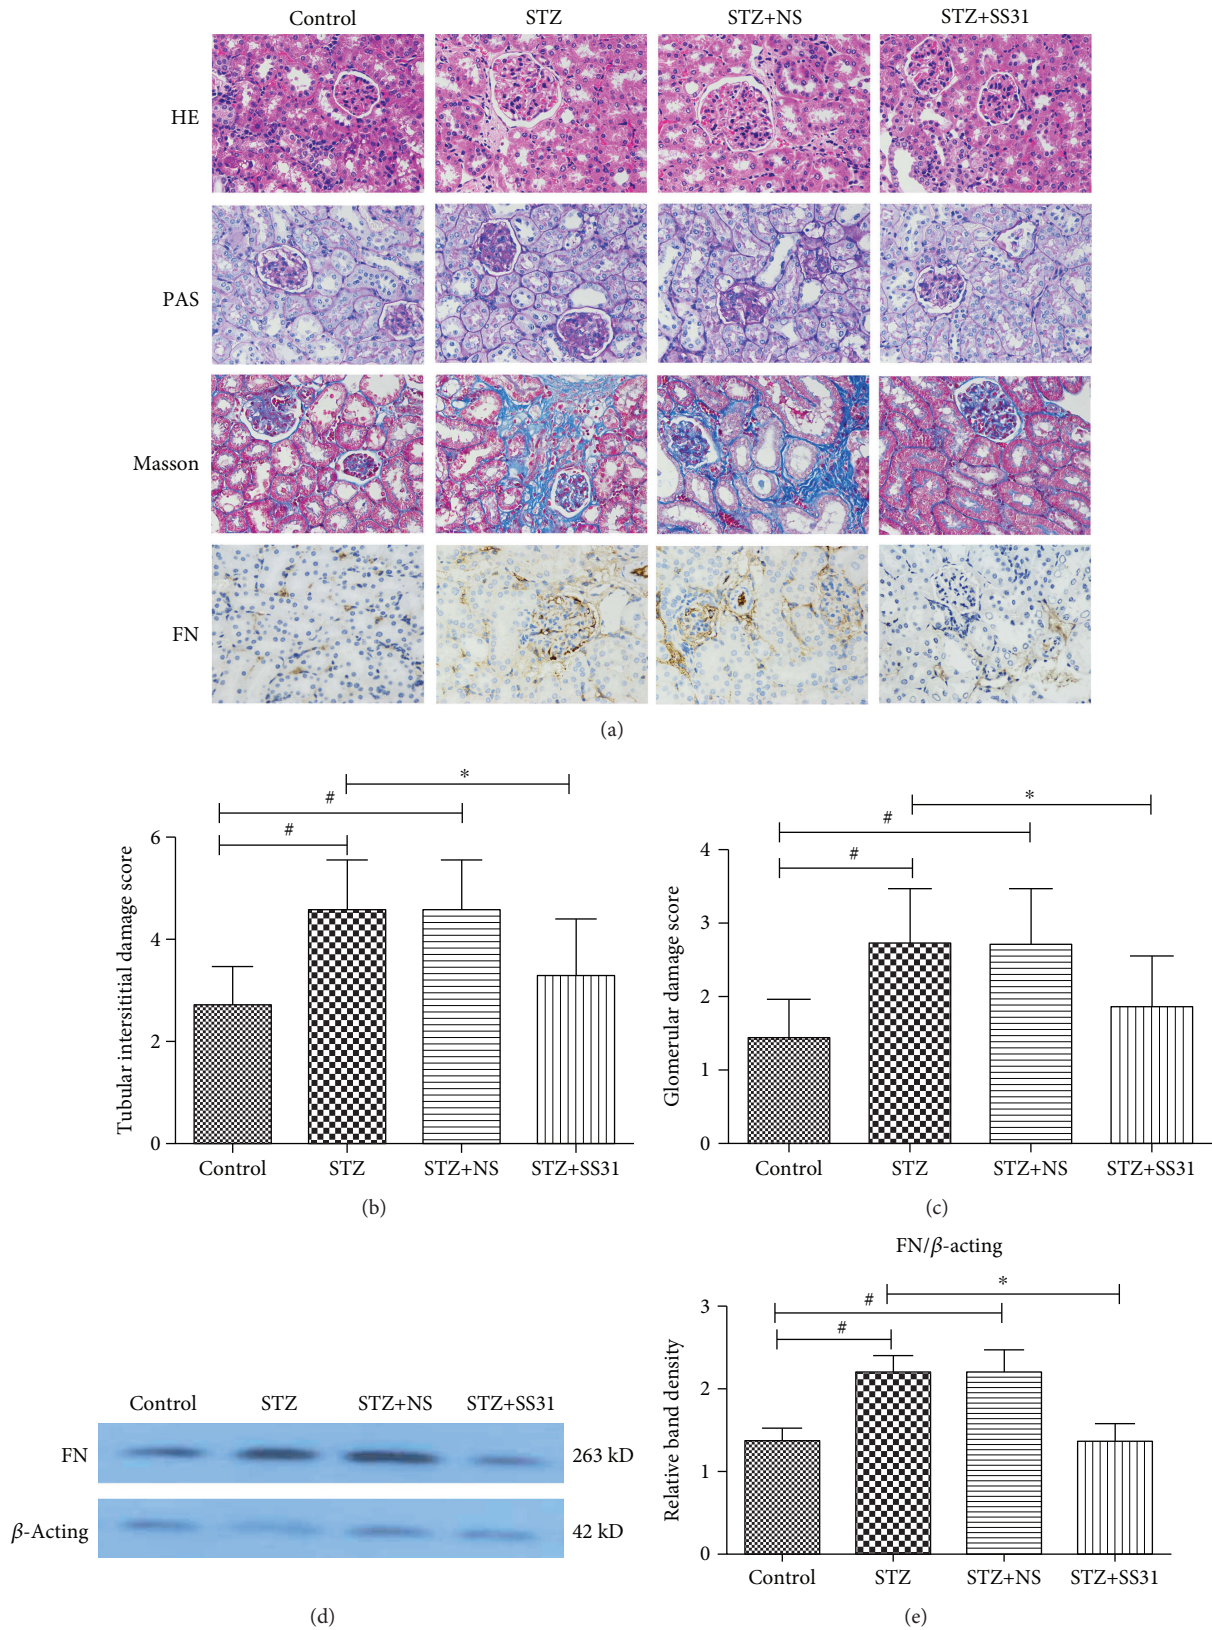 Control STZ STZ+NS STZ+SS31
HE
PAS
Masson
FN
(a)
*
#
#
6
4
2
0
Tubular intersititial damage score
Control STZ STZ+NS STZ+SS31
(b)
*
#
#
4
3
2
1
0
Glomerular damage score
Control STZ STZ+NS STZ+SS31
(c)
Control STZ STZ+NS STZ+SS31
FN 263 kD
β-Acting 42 kD
(d)
FN/β-acting
*
#
#
3
2
1
0
Relative band density
Control STZ STZ+NS STZ+SS31
(e)